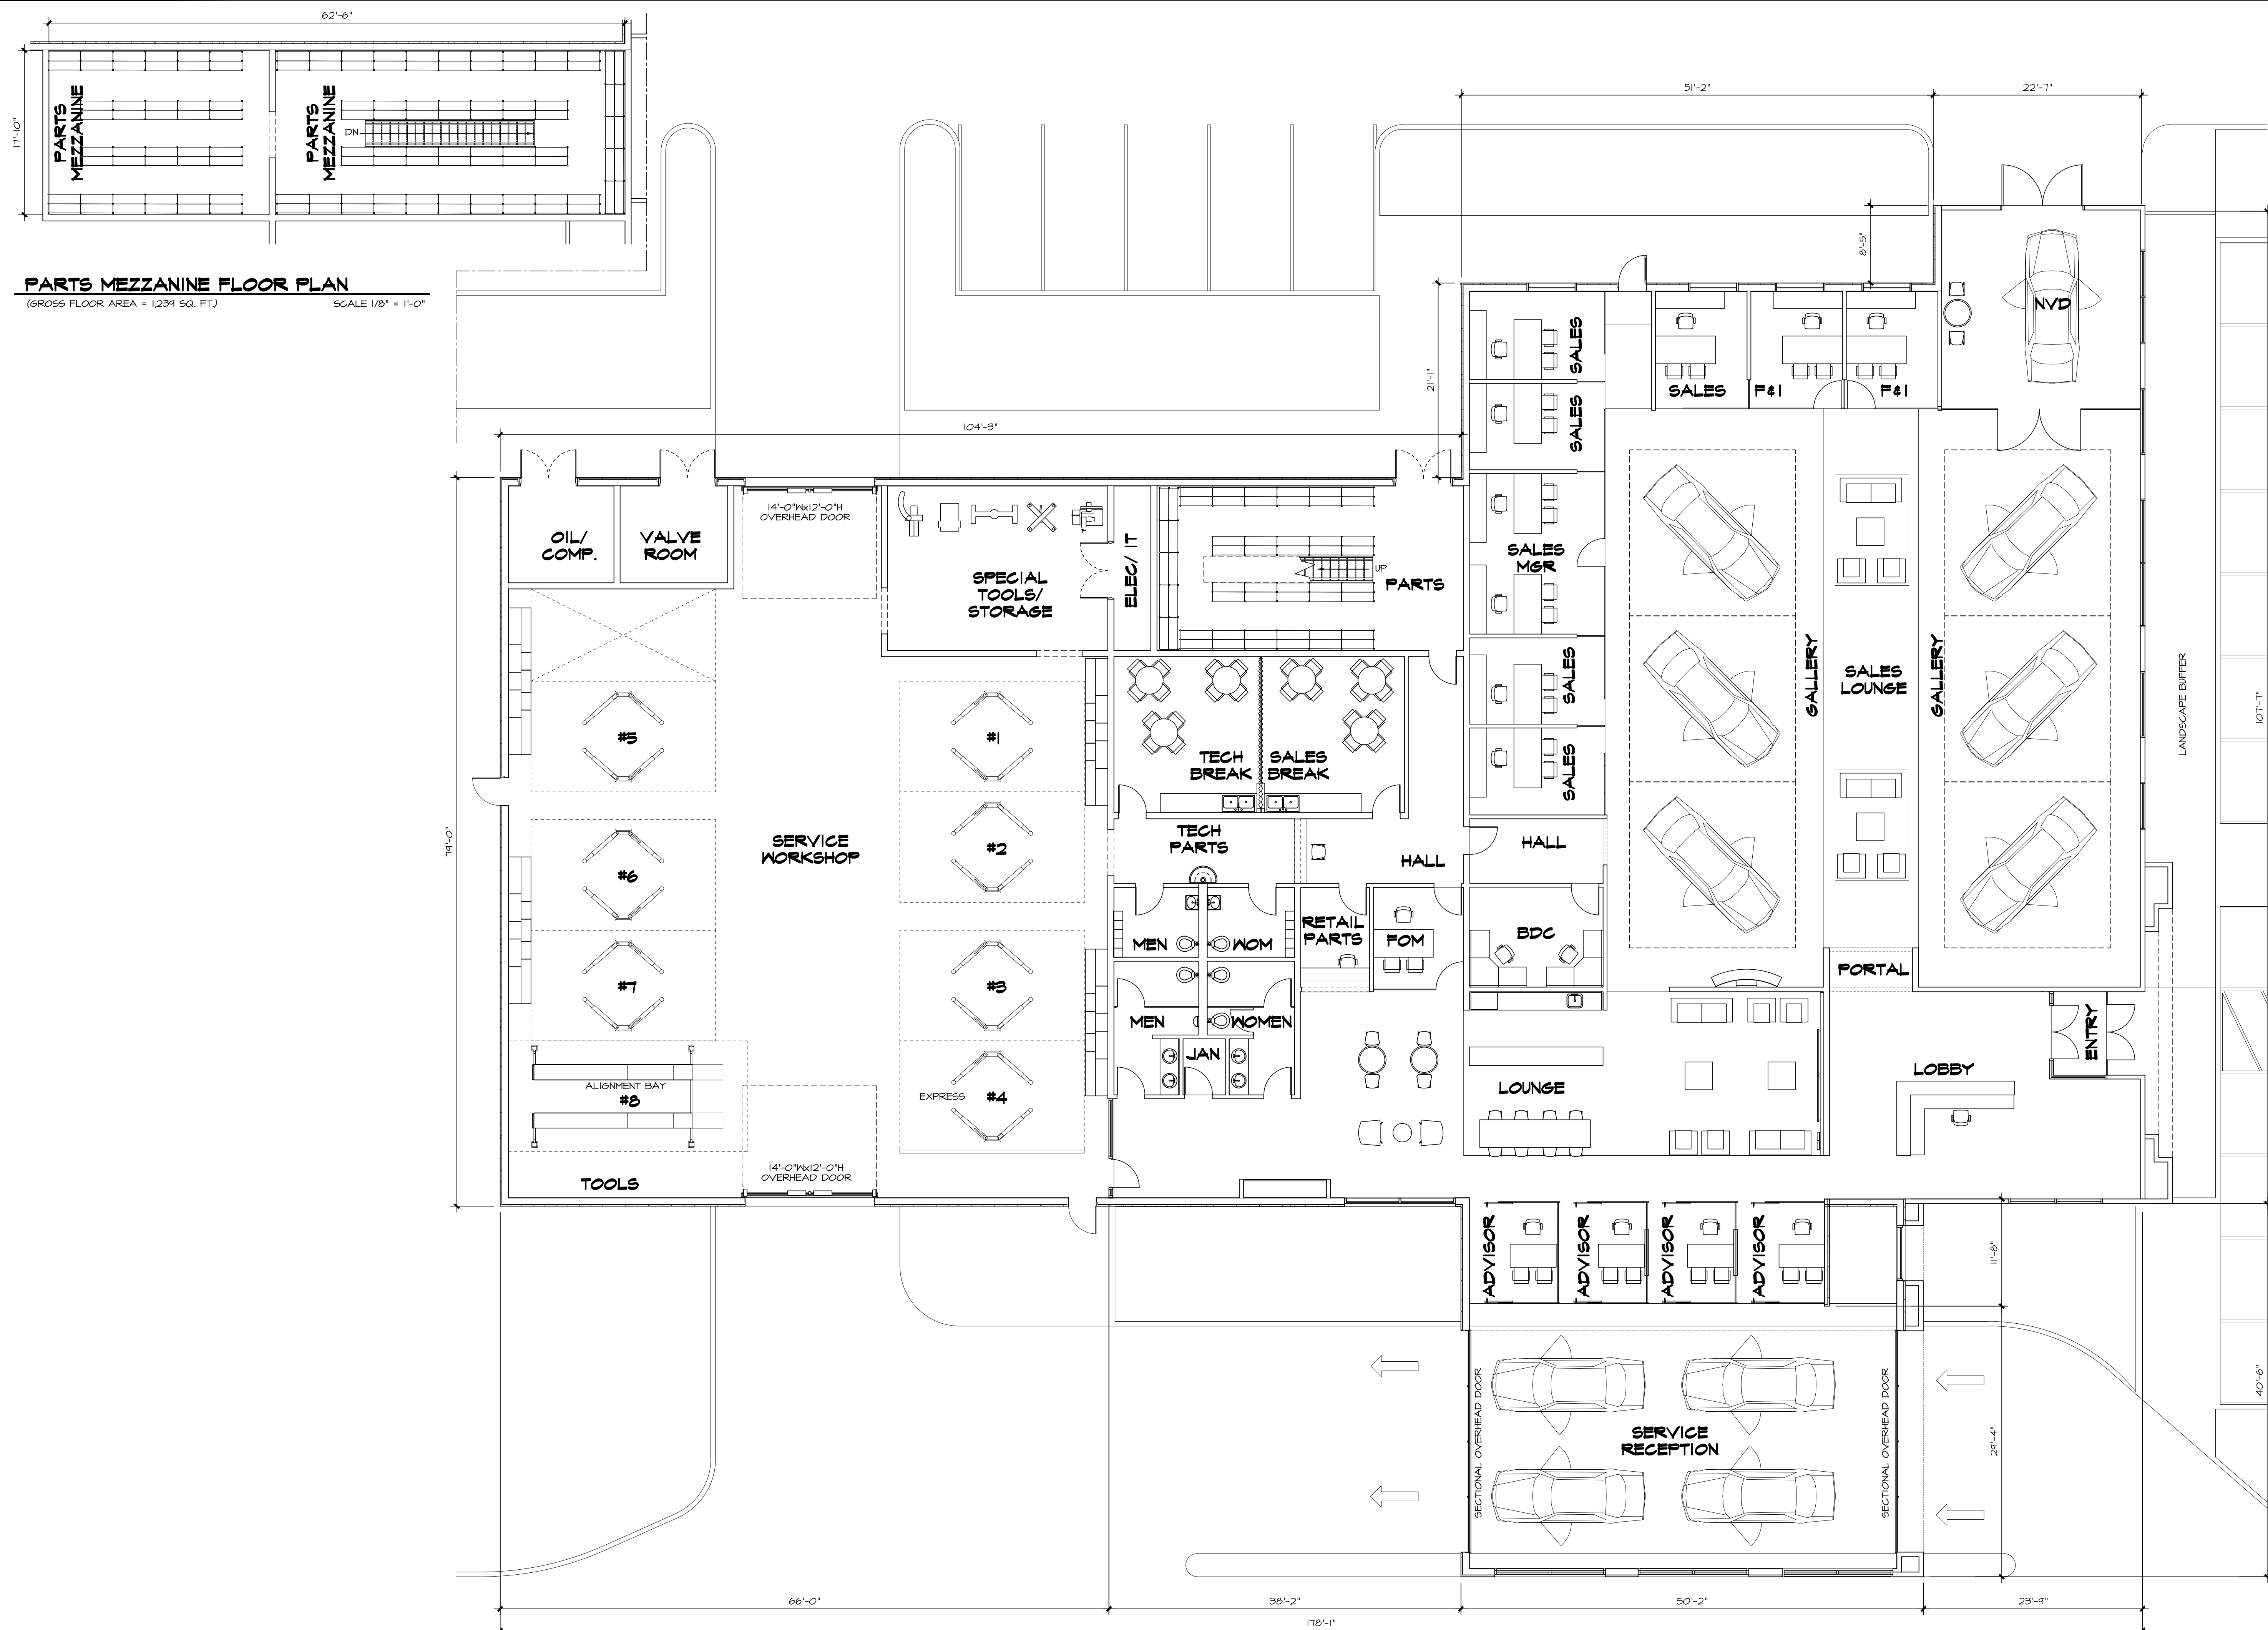 62'-6"
17'-10"
PARTS
MEZZANINE
PARTS
MEZZANINE
DN
PARTS MEZZANINE FLOOR PLAN
(GROSS FLOOR AREA = 1,239 SQ. FT.)
SCALE 1/8" = 1'-0"
51'-2"
22'-7"
8'-5"
21'-1"
104'-3"
79'-0"
107'-7"
NVD
SALES
SALES
F&I
F&I
SALES
OIL/
COMP.
VALVE
ROOM
14'-0"Wx12'-0"H
OVERHEAD DOOR
SPECIAL
TOOLS/
STORAGE
ELEC/ IT
UP
PARTS
SALES
MGR
SALES
SALES
GALLERY
SALES
LOUNGE
GALLERY
LANDSCAPE BUFFER
#5
#1
TECH
BREAK
SALES
BREAK
SERVICE
WORKSHOP
#2
TECH
PARTS
HALL
HALL
#6
MEN
WOM
RETAIL
PARTS
FOM
BDC
PORTAL
#7
#3
MEN
WOMEN
JAN
ENTRY
LOBBY
LOUNGE
ALIGNMENT BAY
#8
EXPRESS
#4
14'-0"Wx12'-0"H
OVERHEAD DOOR
TOOLS
ADVISOR
ADVISOR
ADVISOR
ADVISOR
11'-8"
SECTIONAL OVERHEAD DOOR
SERVICE
RECEPTION
SECTIONAL OVERHEAD DOOR
29'-4"
40'-6"
66'-0"
38'-2"
50'-2"
23'-9"
178'-1"